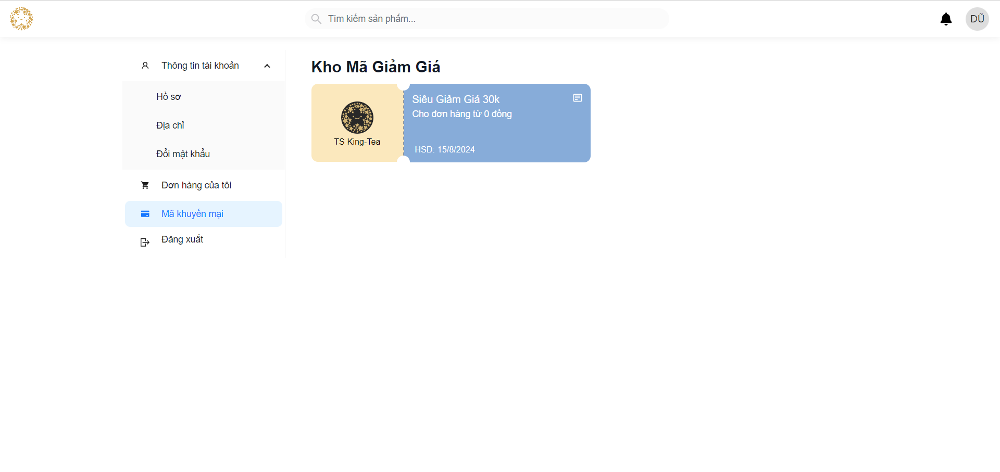 Tìm kiếm sản phẩm...
DŨ
Thông tin tài khoản
Hồ sơ
Địa chỉ
Đổi mật khẩu
Đơn hàng của tôi
Mã khuyến mại
Đăng xuất
Kho Mã Giảm Giá
TS King-Tea
Siêu Giảm Giá 30k
Cho đơn hàng từ 0 đồng
HSD: 15/8/2024